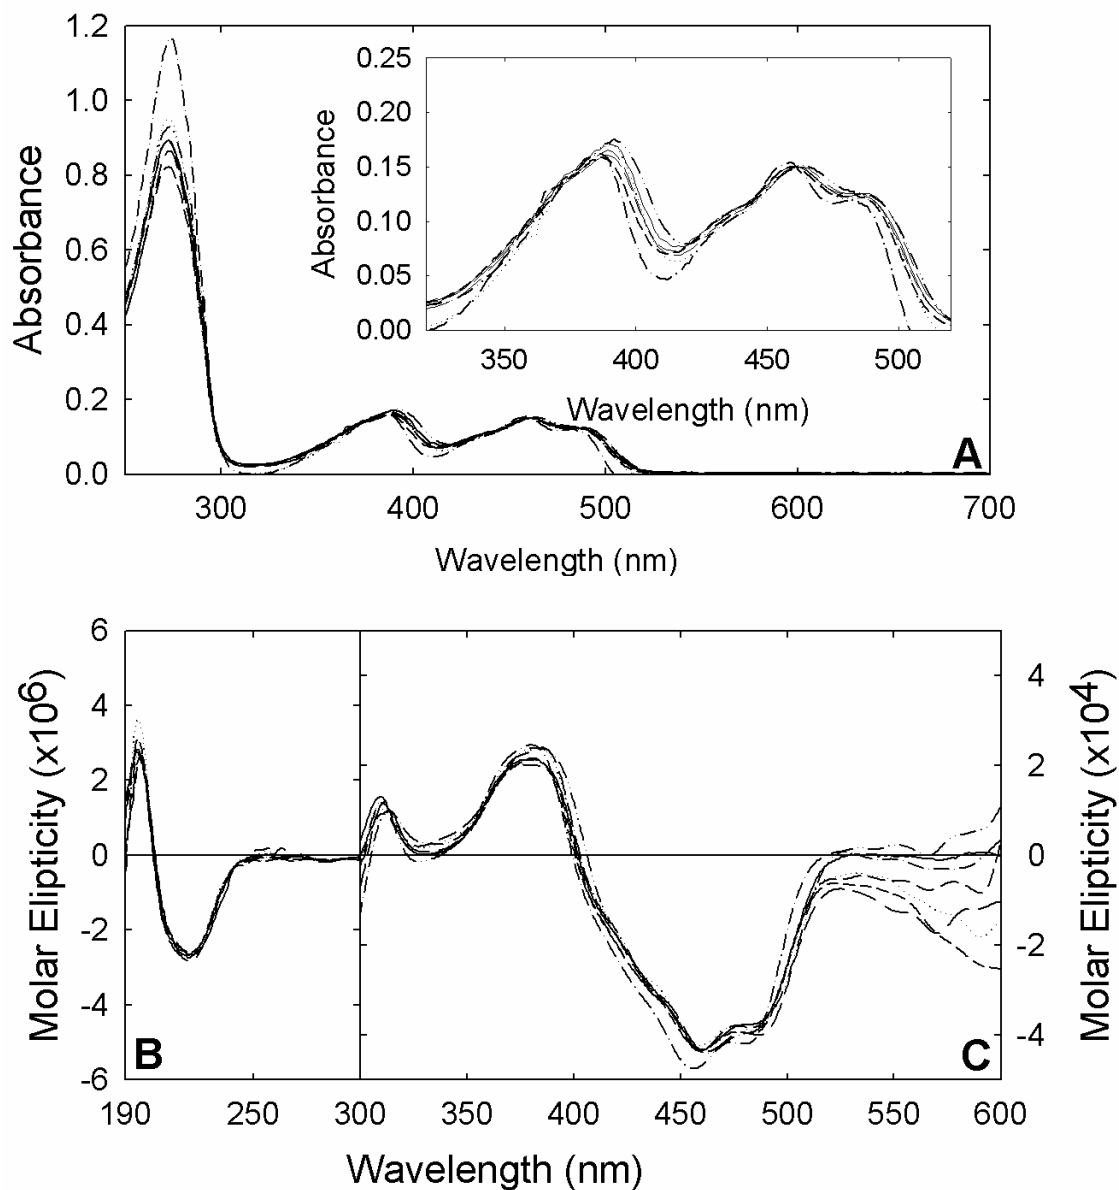 1.2
1.0
0.8
0.6
0.4
0.2
0.0
Absorbance
300 400 500 600 700
Wavelength (nm)
A
0.25
0.20
0.15
0.10
0.05
0.00
Absorbance
350 400 450 500
Wavelength (nm)
6
4
2
0
-2
-4
-6
Molar Elipticity (x10⁶)
B
C
4
2
0
-2
-4
Molar Elipticity (x10⁴)
190 250 300 350 400 450 500 550 600
Wavelength (nm)